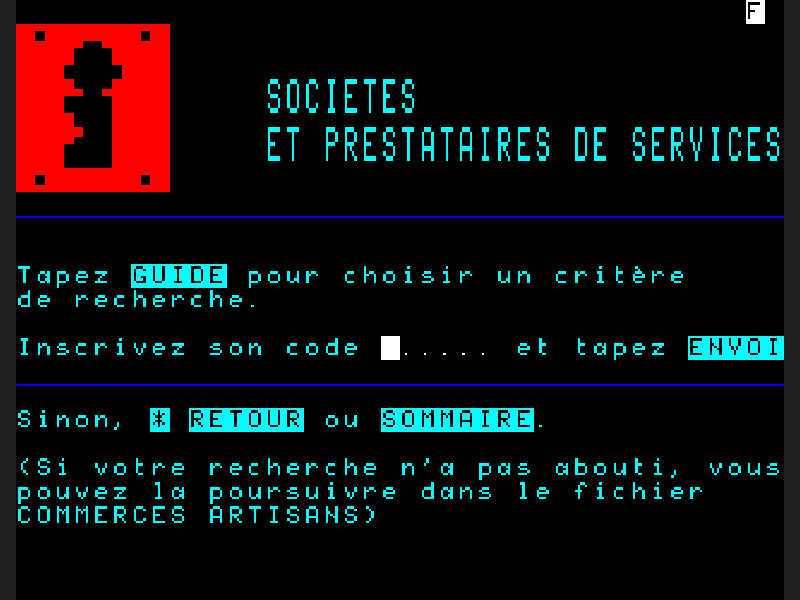 F
SOCIETES
ET PRESTATAIRES DE SERVICES
Tapez GUIDE pour choisir un critère
de recherche.
Inscrivez son code ..... et tapez ENVOI
Sinon, * RETOUR ou SOMMAIRE.
(Si votre recherche n'a pas abouti, vous
pouvez la poursuivre dans le fichier
COMMERCES ARTISANS)